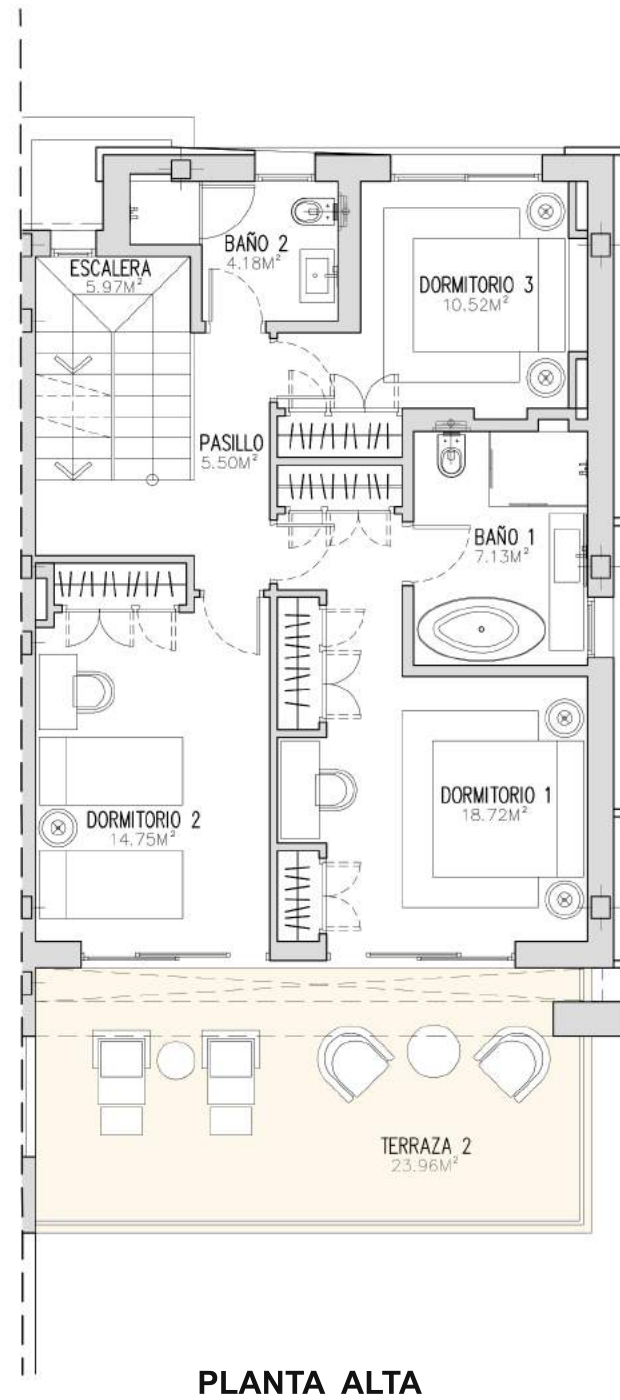 BAÑO 2
4.18M²
ESCALERA
5.97M²
DORMITORIO 3
10.52M²
PASILLO
5.50M²
BAÑO 1
7.13M²
DORMITORIO 1
18.72M²
DORMITORIO 2
14.75M²
TERRAZA 2
23.96M²
PLANTA ALTA